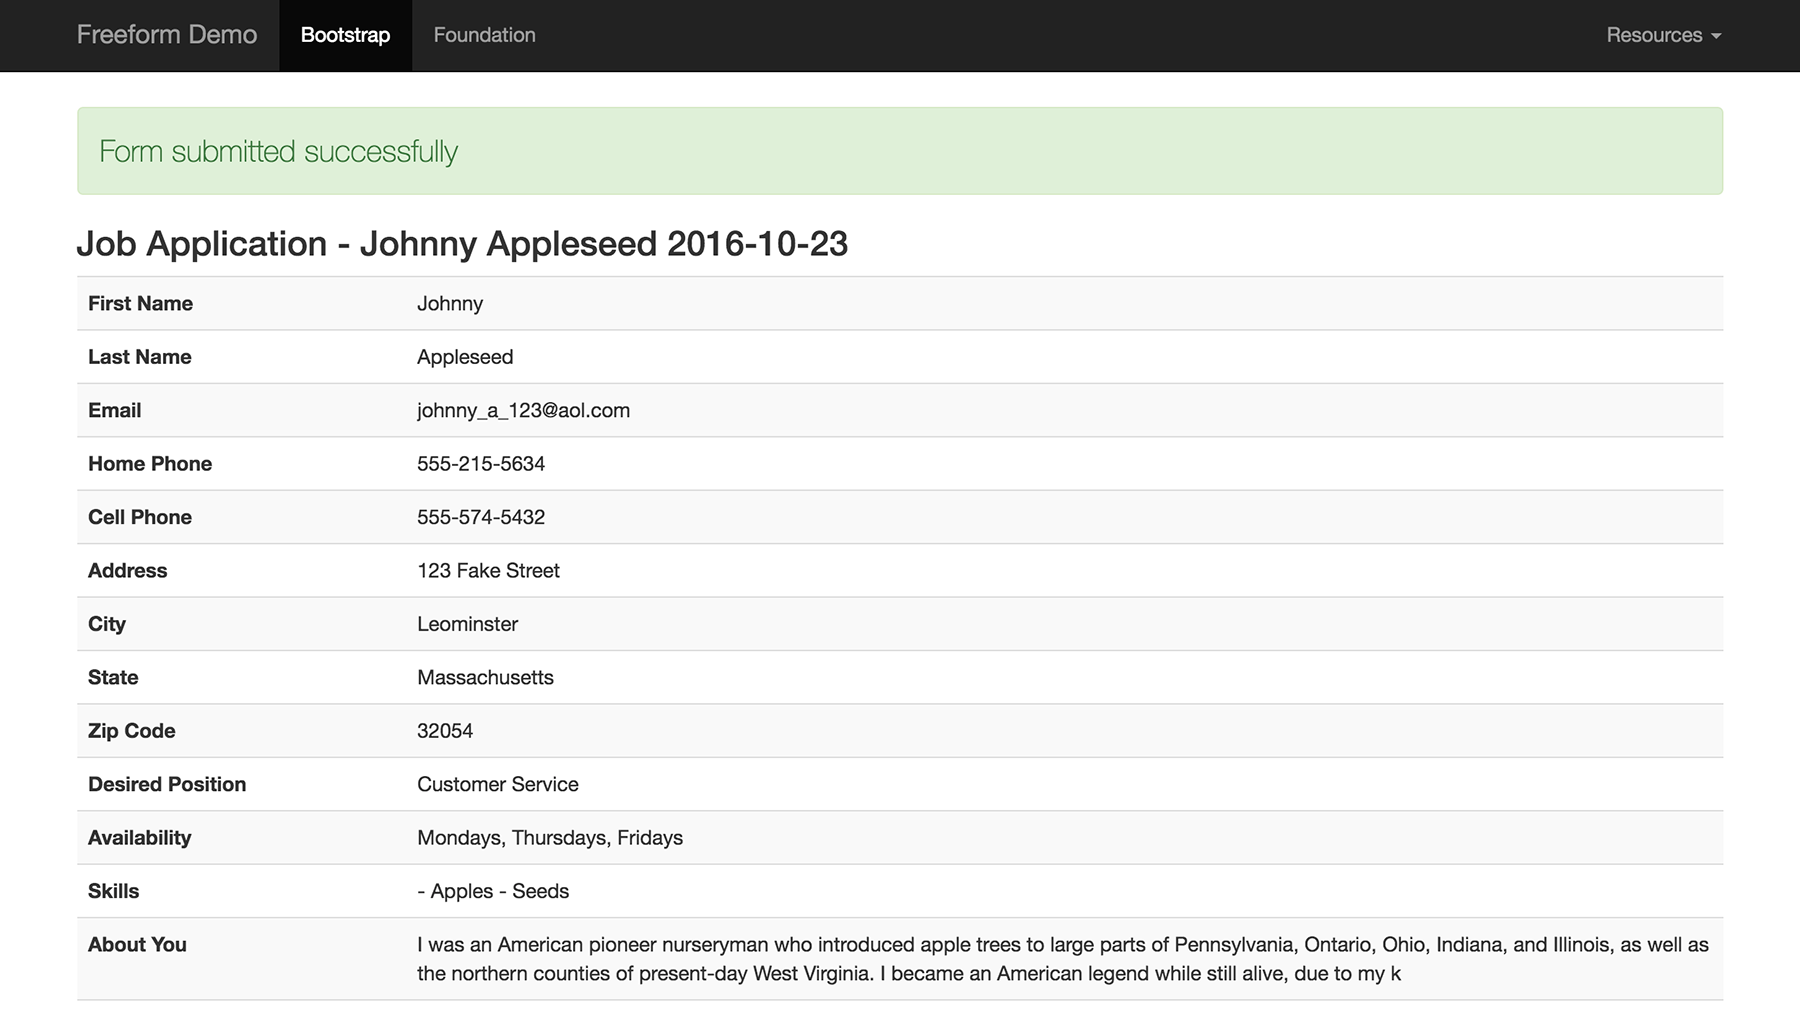 Freeform Demo Bootstrap Foundation Resources
Form submitted successfully
Job Application - Johnny Appleseed 2016-10-23
First Name Johnny
Last Name Appleseed
Email johnny_a_123@aol.com
Home Phone 555-215-5634
Cell Phone 555-574-5432
Address 123 Fake Street
City Leominster
State Massachusetts
Zip Code 32054
Desired Position Customer Service
Availability Mondays, Thursdays, Fridays
Skills - Apples - Seeds
About You I was an American pioneer nurseryman who introduced apple trees to large parts of Pennsylvania, Ontario, Ohio, Indiana, and Illinois, as well as
the northern counties of present-day West Virginia. I became an American legend while still alive, due to my k